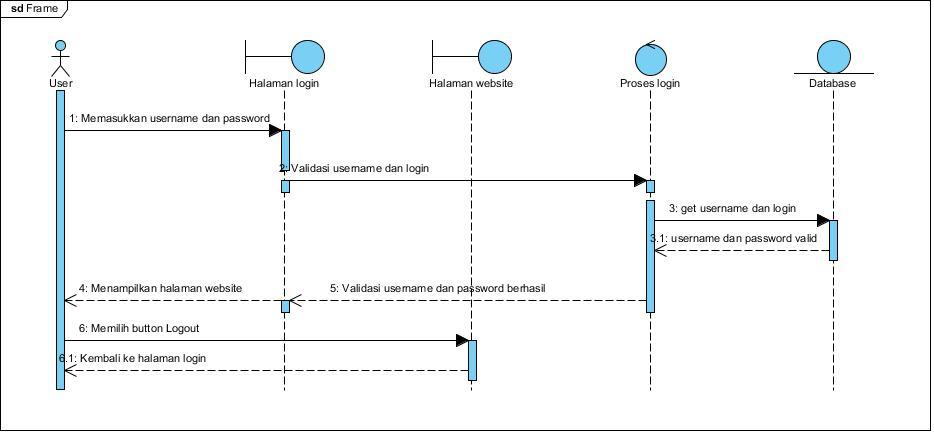 sd Frame
User
Halaman login
Halaman website
Proses login
Database
1: Memasukkan username dan password
2: Validasi username dan login
3: get username dan login
3.1: username dan password valid
4: Menampilkan halaman website
5: Validasi username dan password berhasil
6: Memilih button Logout
6.1: Kembali ke halaman login